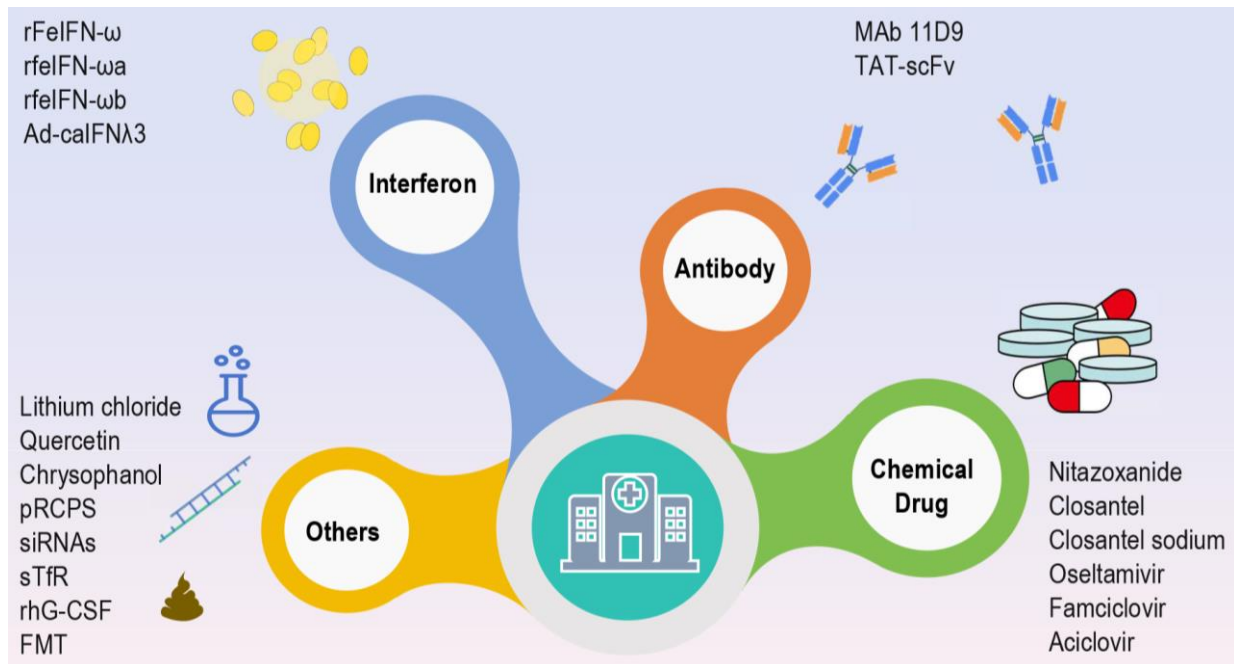 rFeIFN-ω
rfeIFN-ωa
rfeIFN-ωb
Ad-caIFNλ3
Interferon
MAb 11D9
TAT-scFv
Antibody
Lithium chloride
Quercetin
Chrysophanol
pRCPS
siRNAs
sTfR
rhG-CSF
FMT
Others
Chemical
Drug
Nitazoxanide
Closantel
Closantel sodium
Oseltamivir
Famciclovir
Aciclovir